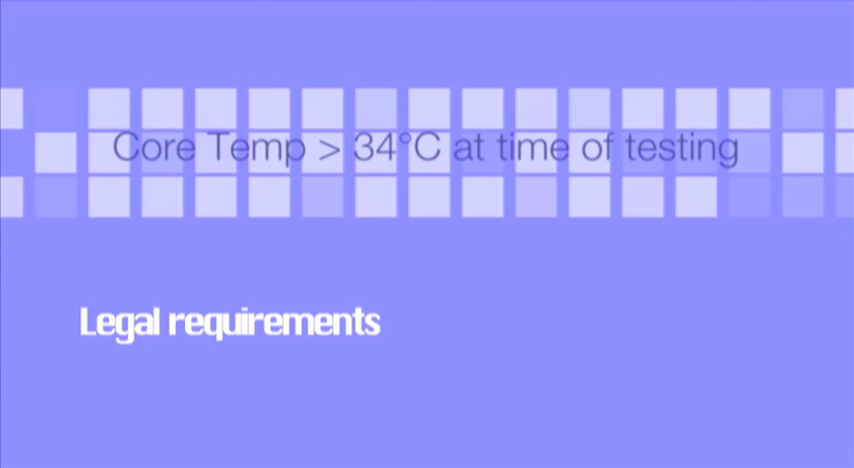 Core Temp > 34°C at time of testing
Legal requirements